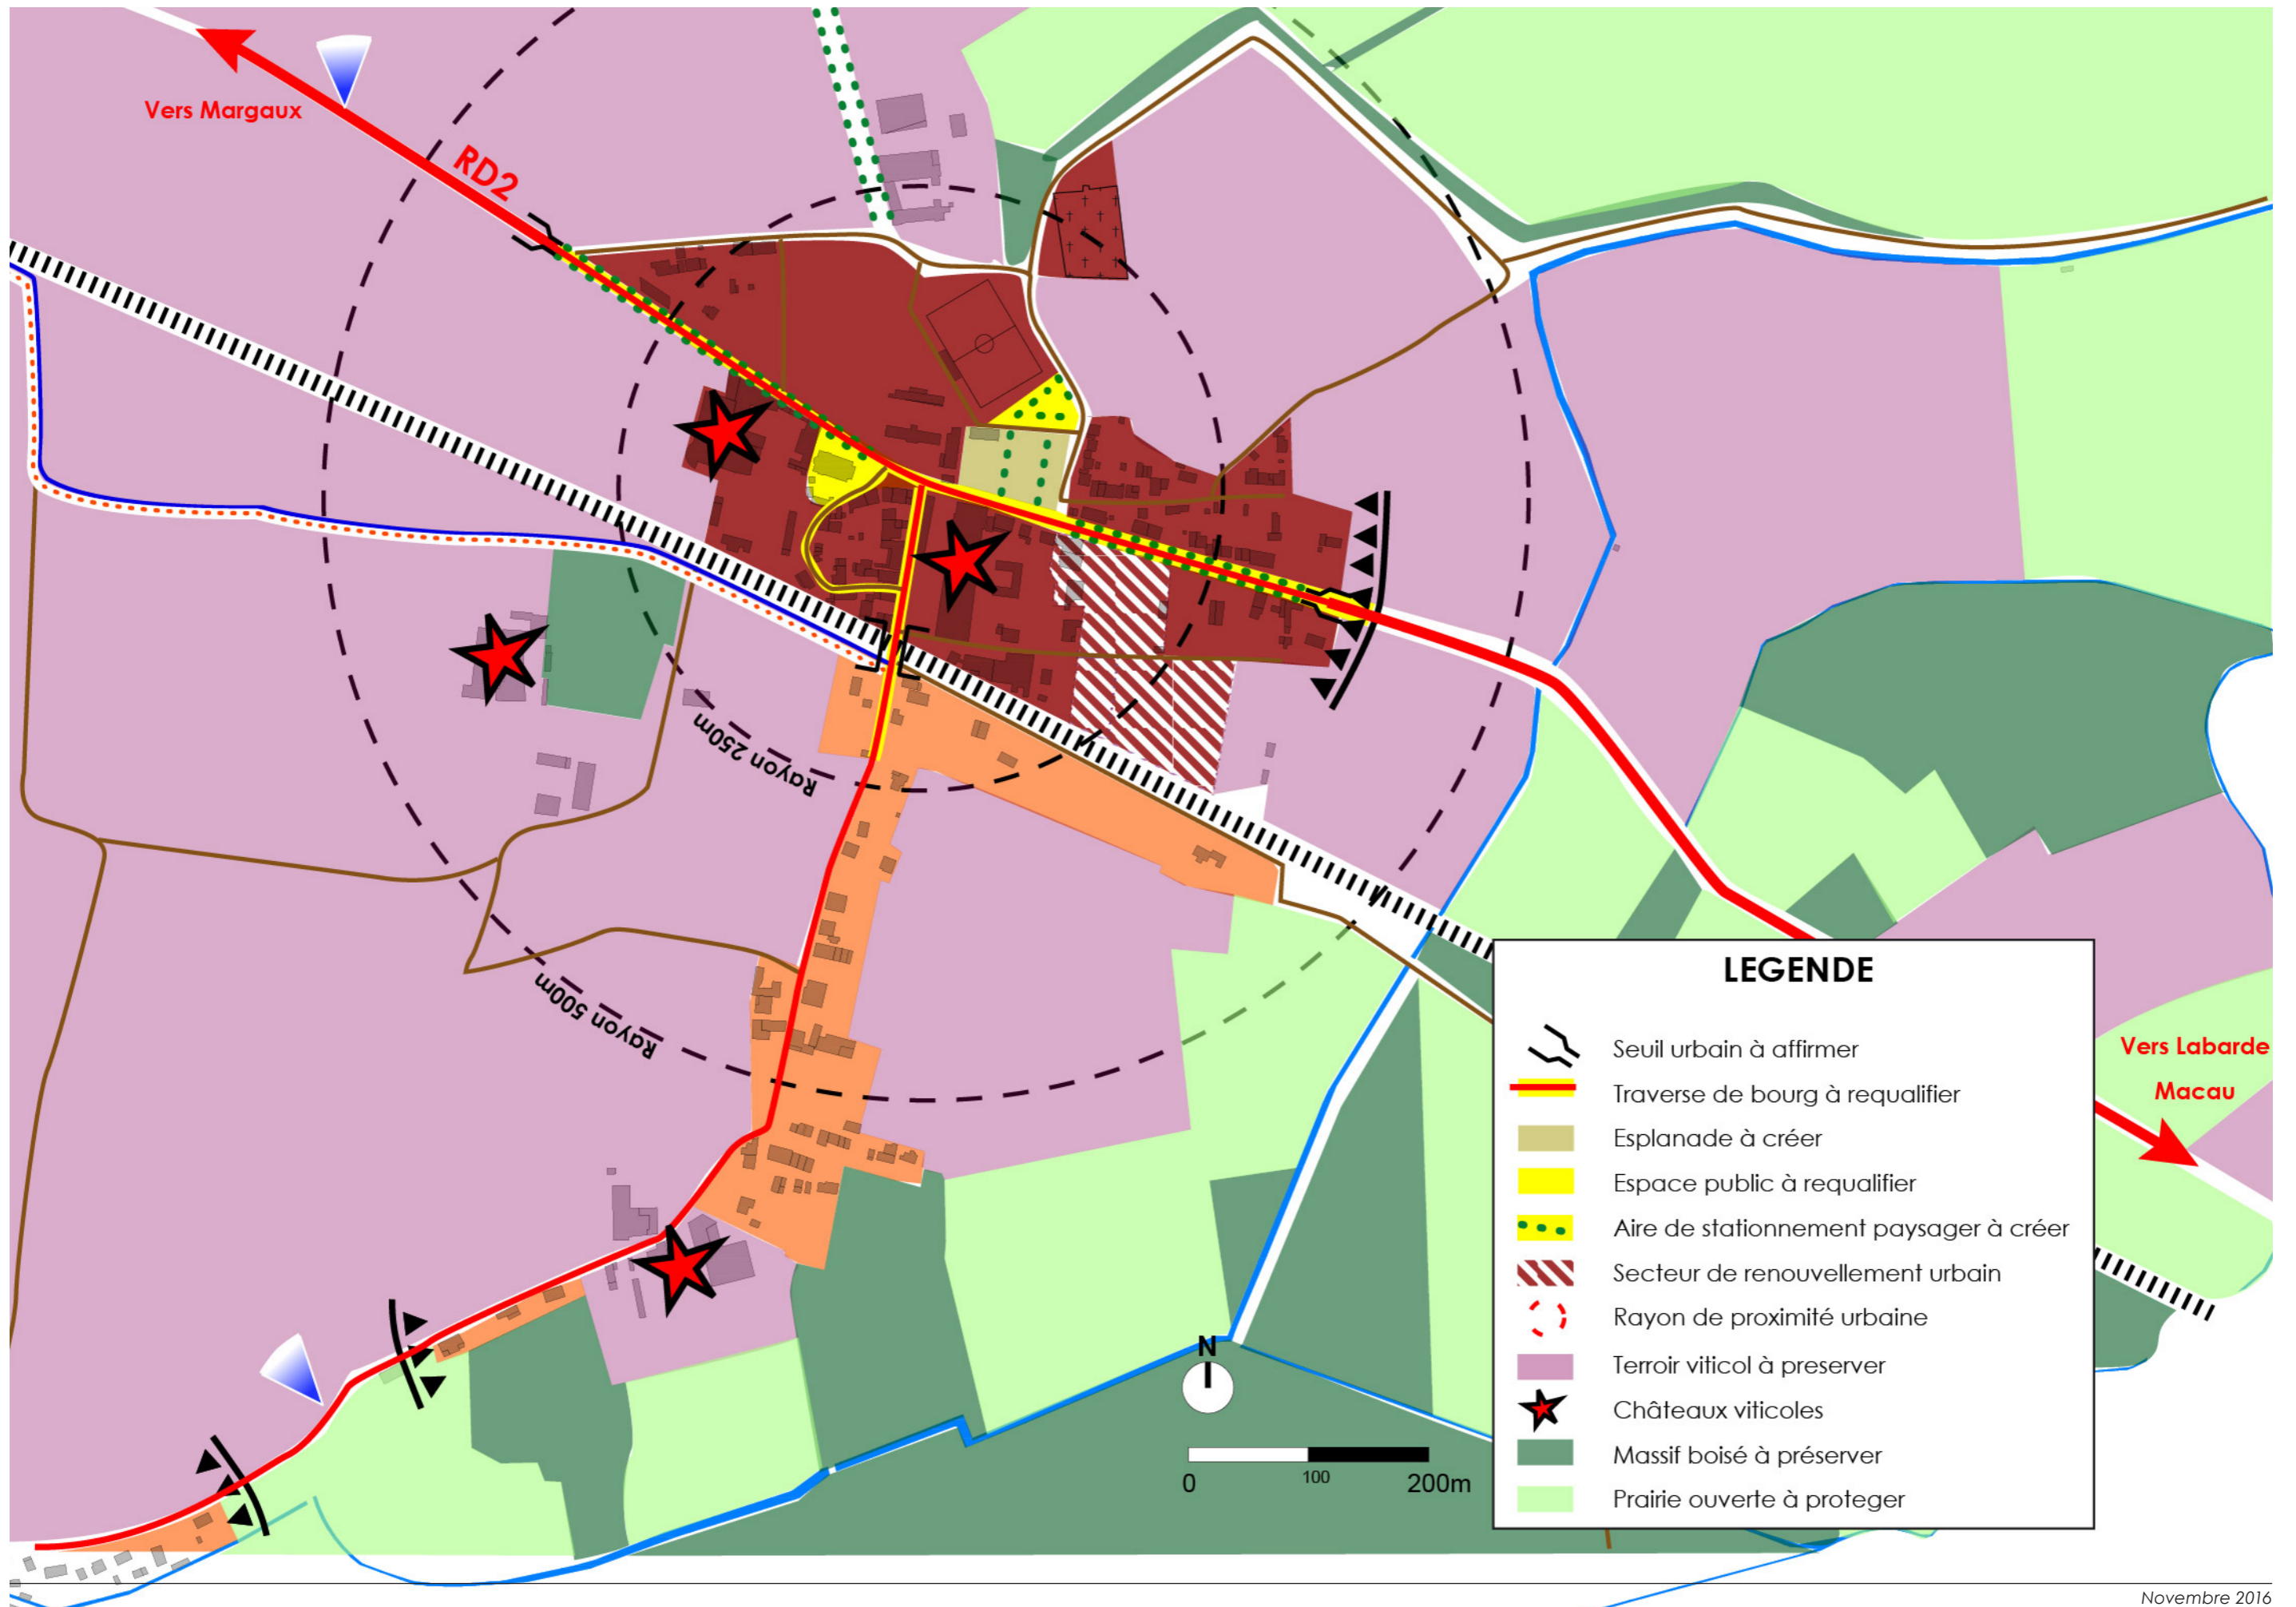 Vers Margaux
RD2
Rayon 250m
Rayon 500m
LEGENDE
Seuil urbain à affirmer
Traverse de bourg à requalifier
Esplanade à créer
Espace public à requalifier
Aire de stationnement paysager à créer
Secteur de renouvellement urbain
Rayon de proximité urbaine
Terroir viticol à preserver
Châteaux viticoles
Massif boisé à préserver
Prairie ouverte à proteger
Vers Labarde
Macau
N
0 100 200m
Novembre 2016